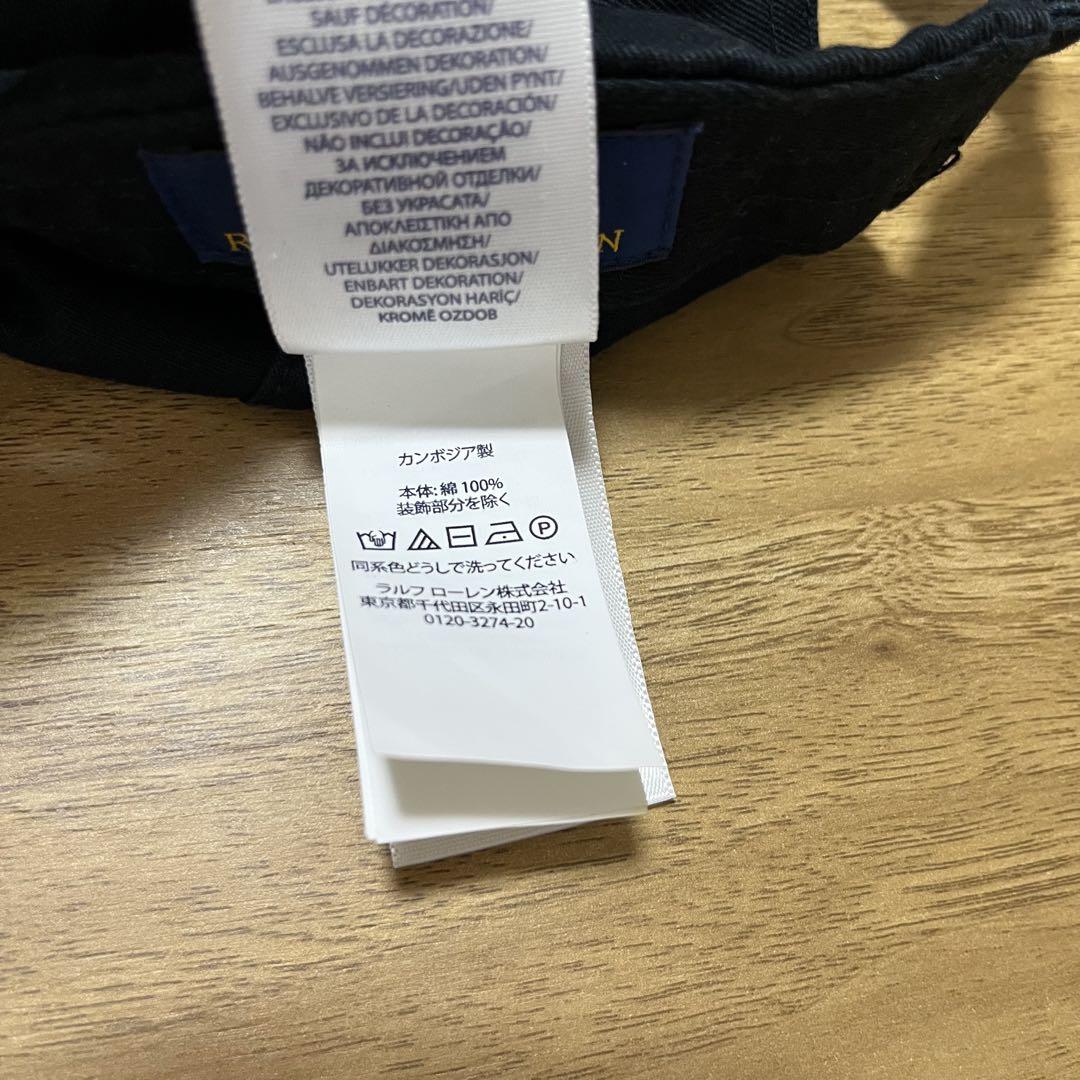 SAUF DÉCORATION/
ESCLUSA LA DECORAZIONE/
AUSGENOMMEN DEKORATION/
BEHALVE VERSIERING/UDEN PYNT/
EXCLUSIVO DE LA DECORACIÓN/
NÃO INCLUI DECORAÇÃO/
ЗА ИСКЛЮЧЕНИЕМ
ДЕКОРАТИВНОЙ ОТДЕЛКИ/
БЕЗ УКРАСАТА/
ΑΠΟΚΛΕΙΣΤΙΚΗ ΑΠΟ
ΔΙΑΚΟΣΜΗΣΗ/
UTELUKKER DEKORASJON/
ENBART DEKORATION/
DEKORASYON HARİÇ/
KROMĚ OZDOB
R N
カンボジア製
本体: 綿 100%
装飾部分を除く
P
同系色どうしで洗ってください
ラルフ ローレン株式会社
東京都千代田区永田町2-10-1
0120-3274-20